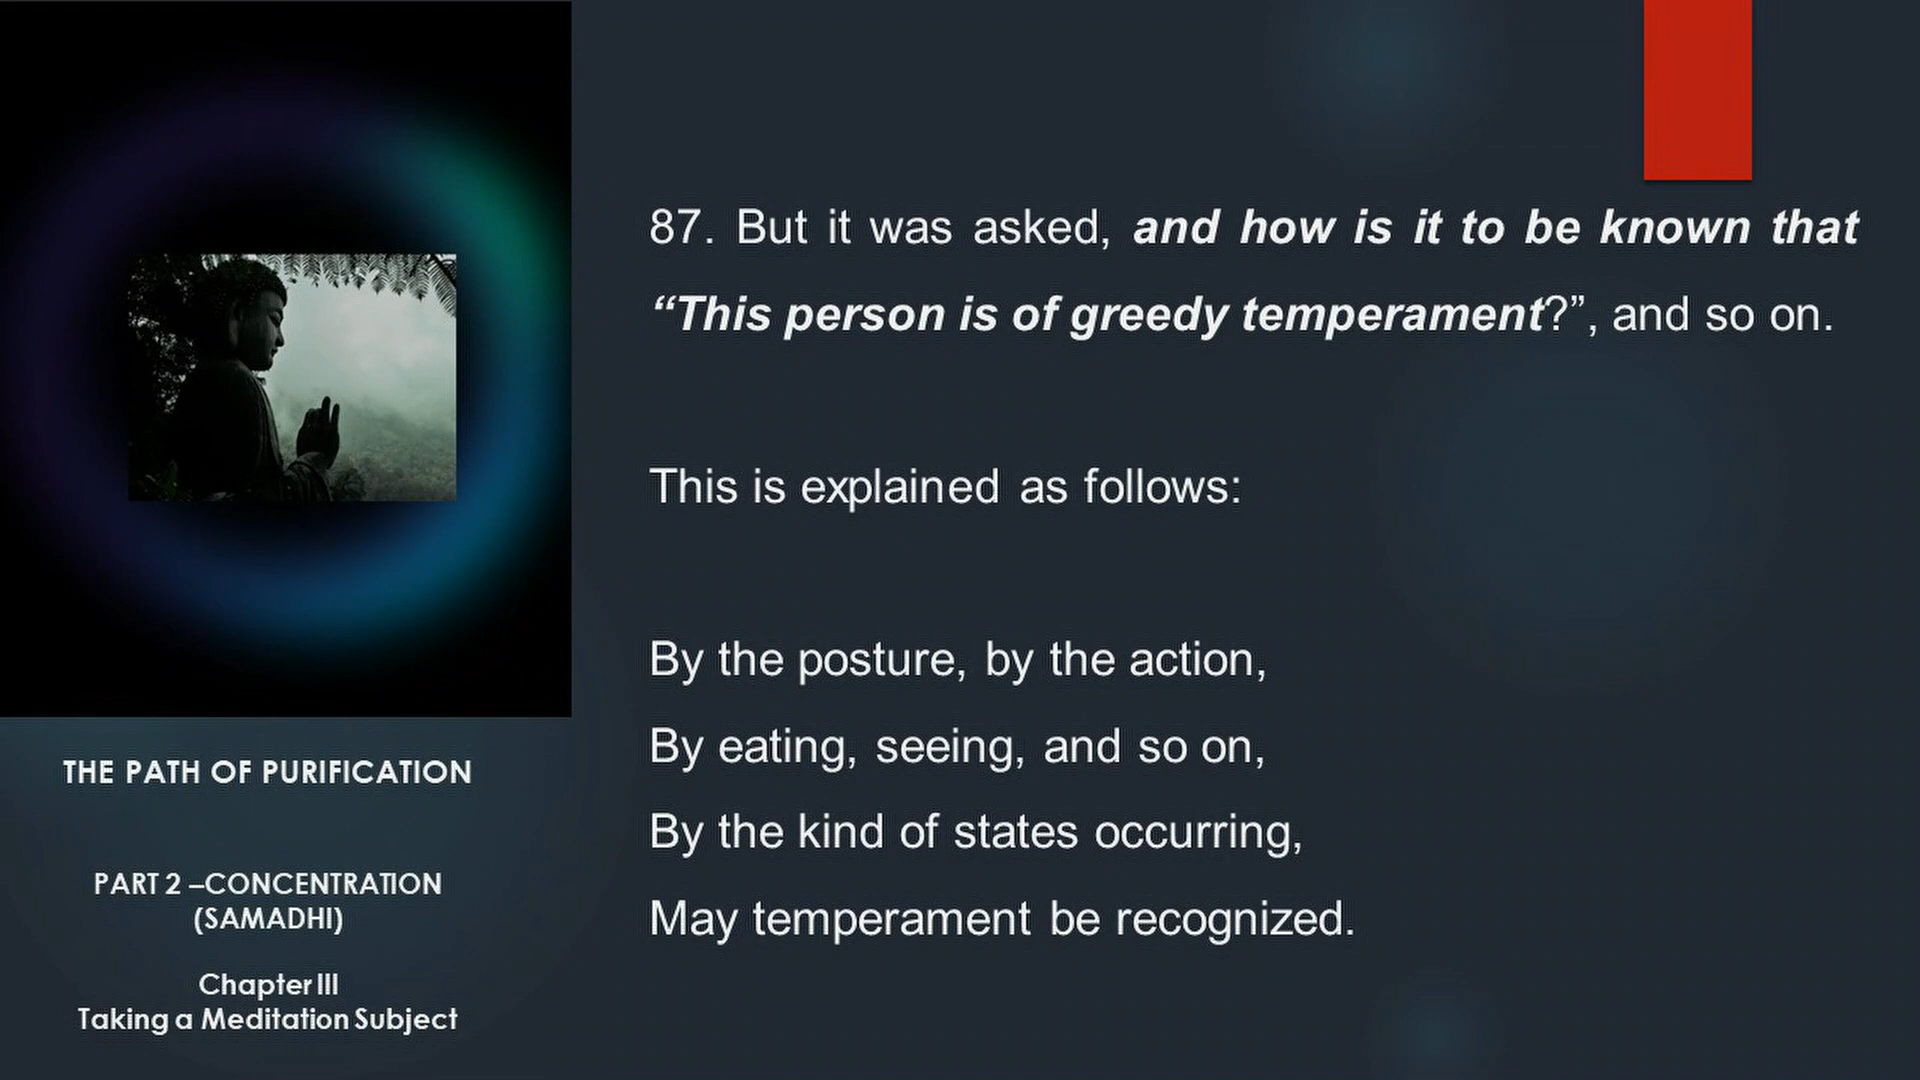 87. But it was asked, and how is it to be known that
“This person is of greedy temperament?”, and so on.
This is explained as follows:
By the posture, by the action,
By eating, seeing, and so on,
By the kind of states occurring,
May temperament be recognized.
THE PATH OF PURIFICATION
PART 2 –CONCENTRATION
(SAMADHI)
Chapter III
Taking a Meditation Subject